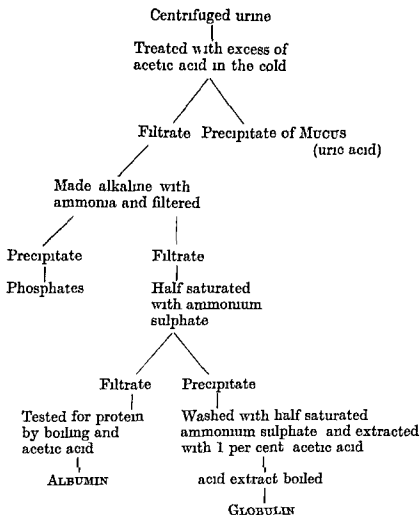 Centrifuged urine
Treated with excess of
acetic acid in the cold
Filtrate Precipitate of MUCUS
(uric acid)
Made alkaline with
ammonia and filtered
Precipitate Filtrate
Phosphates Half saturated
with ammonium
sulphate
Filtrate Precipitate
Tested for protein Washed with half saturated
by boiling and ammonium sulphate and extracted
acetic acid with 1 per cent acetic acid
ALBUMIN acid extract boiled
GLOBULIN